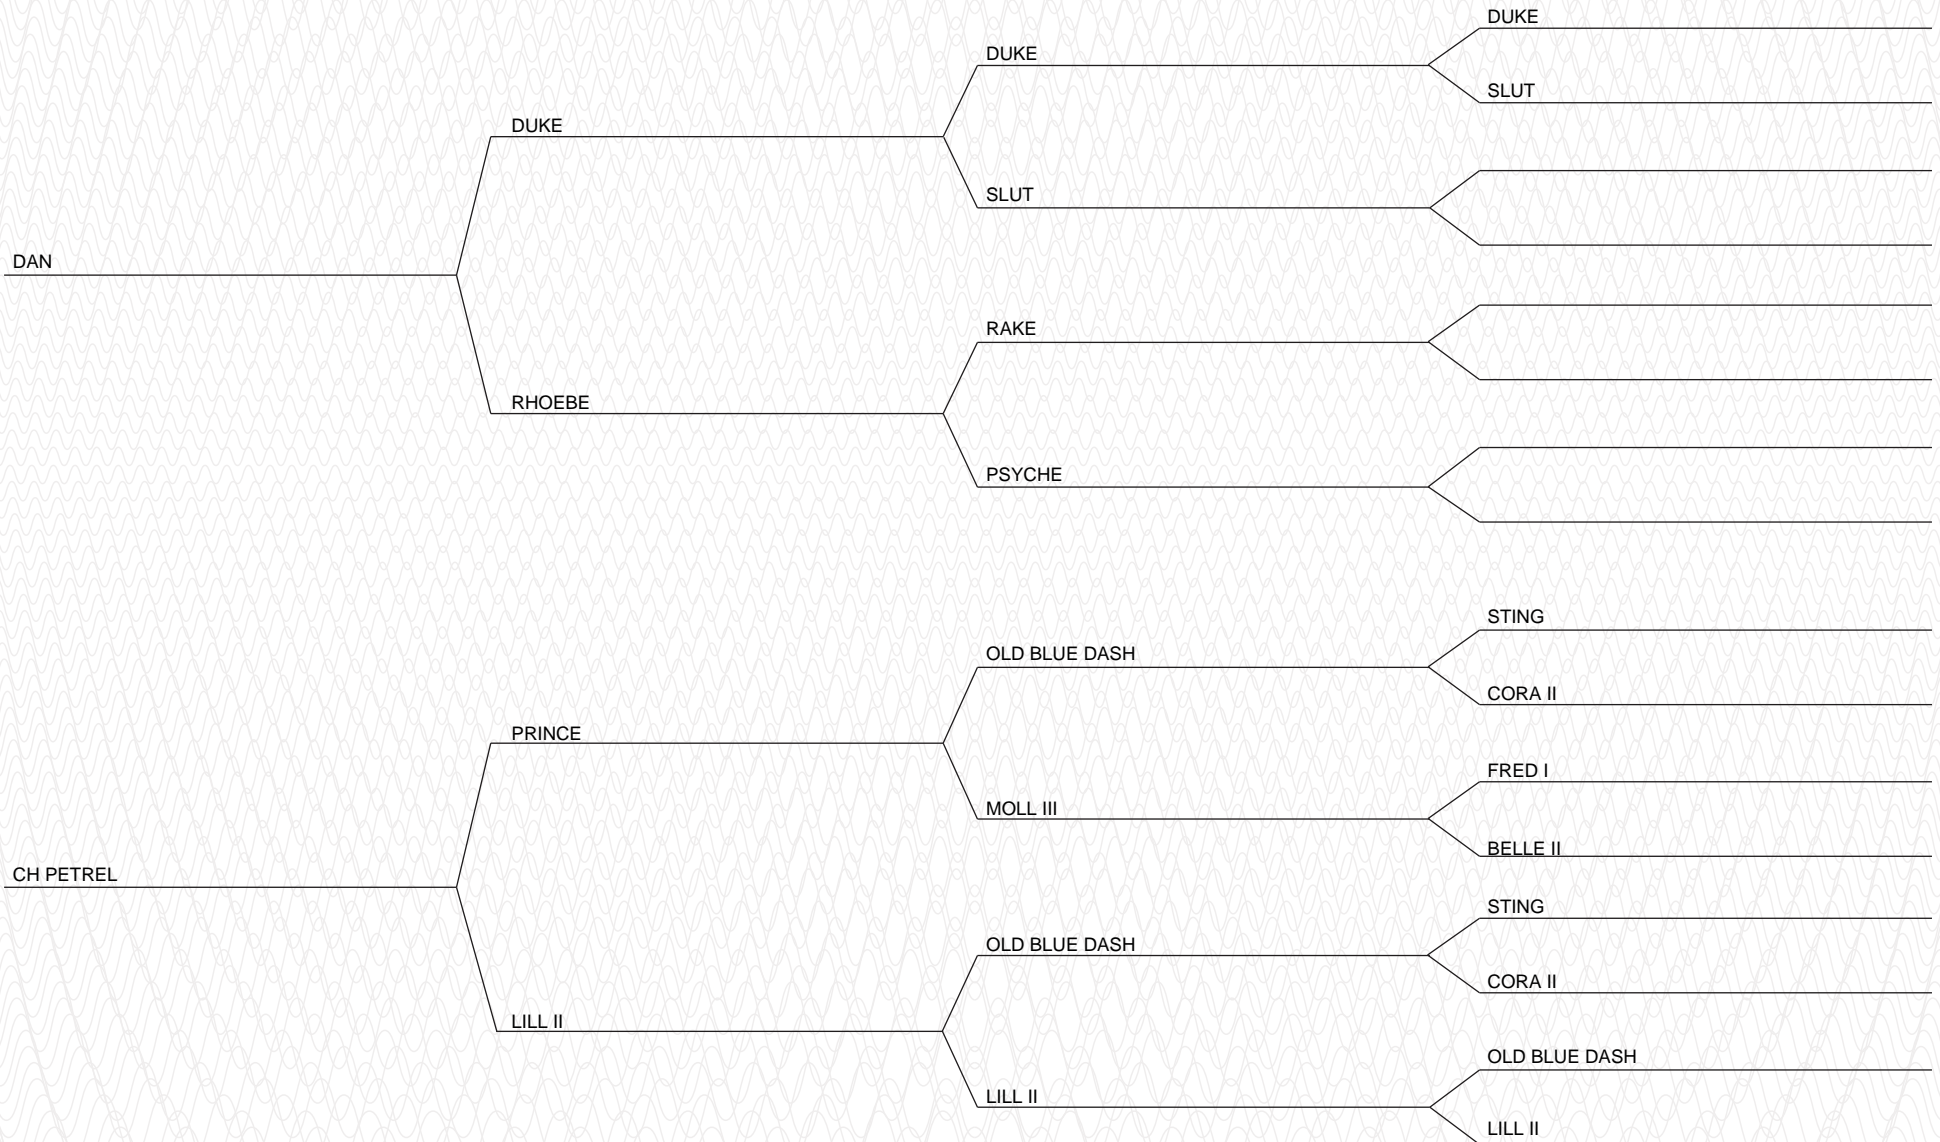 DUKE
DUKE
SLUT
DUKE
SLUT
DAN
RAKE
RHOEBE
PSYCHE
STING
OLD BLUE DASH
CORA II
PRINCE
FRED I
MOLL III
BELLE II
CH PETREL
STING
OLD BLUE DASH
CORA II
LILL II
OLD BLUE DASH
LILL II
LILL II